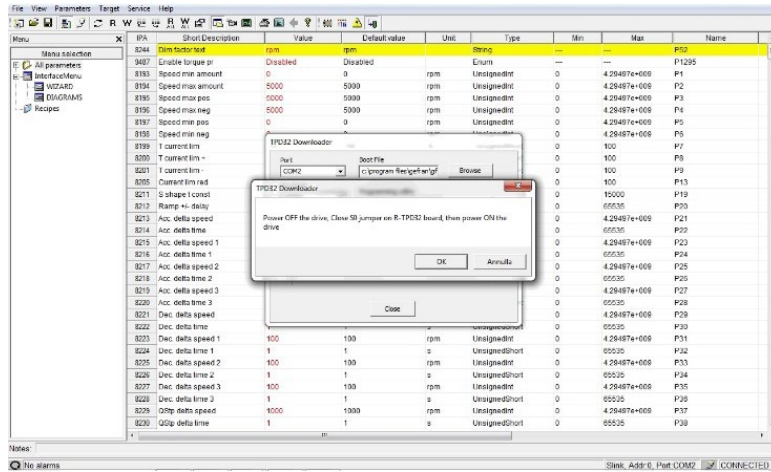 File View Parameters Target Service Help
Menu
Menu selection
All parameters
InterfaceMenu
WIZARD
DIAGRAMS
Recipes
IPA Short Description Value Default value Unit Type Min Max Name
8244 Dim factor text rpm rpm String --- --- P52
9487 Enable torque pr Disabled Disabled Enum --- --- P1295
8193 Speed min amount 0 0 rpm UnsignedInt 0 4.29497e+009 P1
8194 Speed max amount 5000 5000 rpm UnsignedInt 0 4.29497e+009 P2
8195 Speed max pos 5000 5000 rpm UnsignedInt 0 4.29497e+009 P3
8196 Speed max neg 5000 5000 rpm UnsignedInt 0 4.29497e+009 P4
8197 Speed min pos 0 0 rpm UnsignedInt 0 4.29497e+009 P5
8198 Speed min neg 0 4.29497e+009 P6
8199 T current lim 0 100 P7
8200 T current lim + 0 100 P8
8201 T current lim - 0 100 P9
8205 Current lim red 0 100 P13
8211 S shape t const 0 15000 P19
8212 Ramp +/- delay 0 65535 P20
8213 Acc. delta speed 0 4.29497e+009 P21
8214 Acc. delta time 0 65535 P22
8215 Acc. delta speed 1 0 4.29497e+009 P23
8216 Acc. delta time 1 0 65535 P24
8217 Acc. delta speed 2 0 4.29497e+009 P25
8218 Acc. delta time 2 0 65535 P26
8219 Acc. delta speed 3 0 4.29497e+009 P27
8220 Acc. delta time 3 0 65535 P28
8221 Dec. delta speed 0 4.29497e+009 P29
8222 Dec. delta time 1 1 s UnsignedShort 0 65535 P30
8223 Dec. delta speed 1 100 100 rpm UnsignedInt 0 4.29497e+009 P31
8224 Dec. delta time 1 1 1 s UnsignedShort 0 65535 P32
8225 Dec. delta speed 2 100 100 rpm UnsignedInt 0 4.29497e+009 P33
8226 Dec. delta time 2 1 1 s UnsignedShort 0 65535 P34
8227 Dec. delta speed 3 100 100 rpm UnsignedInt 0 4.29497e+009 P35
8228 Dec. delta time 3 1 1 s UnsignedShort 0 65535 P36
8229 QStp delta speed 1000 1000 rpm UnsignedInt 0 4.29497e+009 P37
8230 QStp delta time 1 1 s UnsignedShort 0 65535 P38
TPD32 Downloader
Port Boot File
COM2 c:\program files\gefran\gf Browse
TPD32 Downloader
Power OFF the drive, Close S0 jumper on R-TPD32 board, then power ON the
drive
OK Annulla
Close
Notes:
No alarms Slink, Addr:0, Port:COM2 CONNECTED